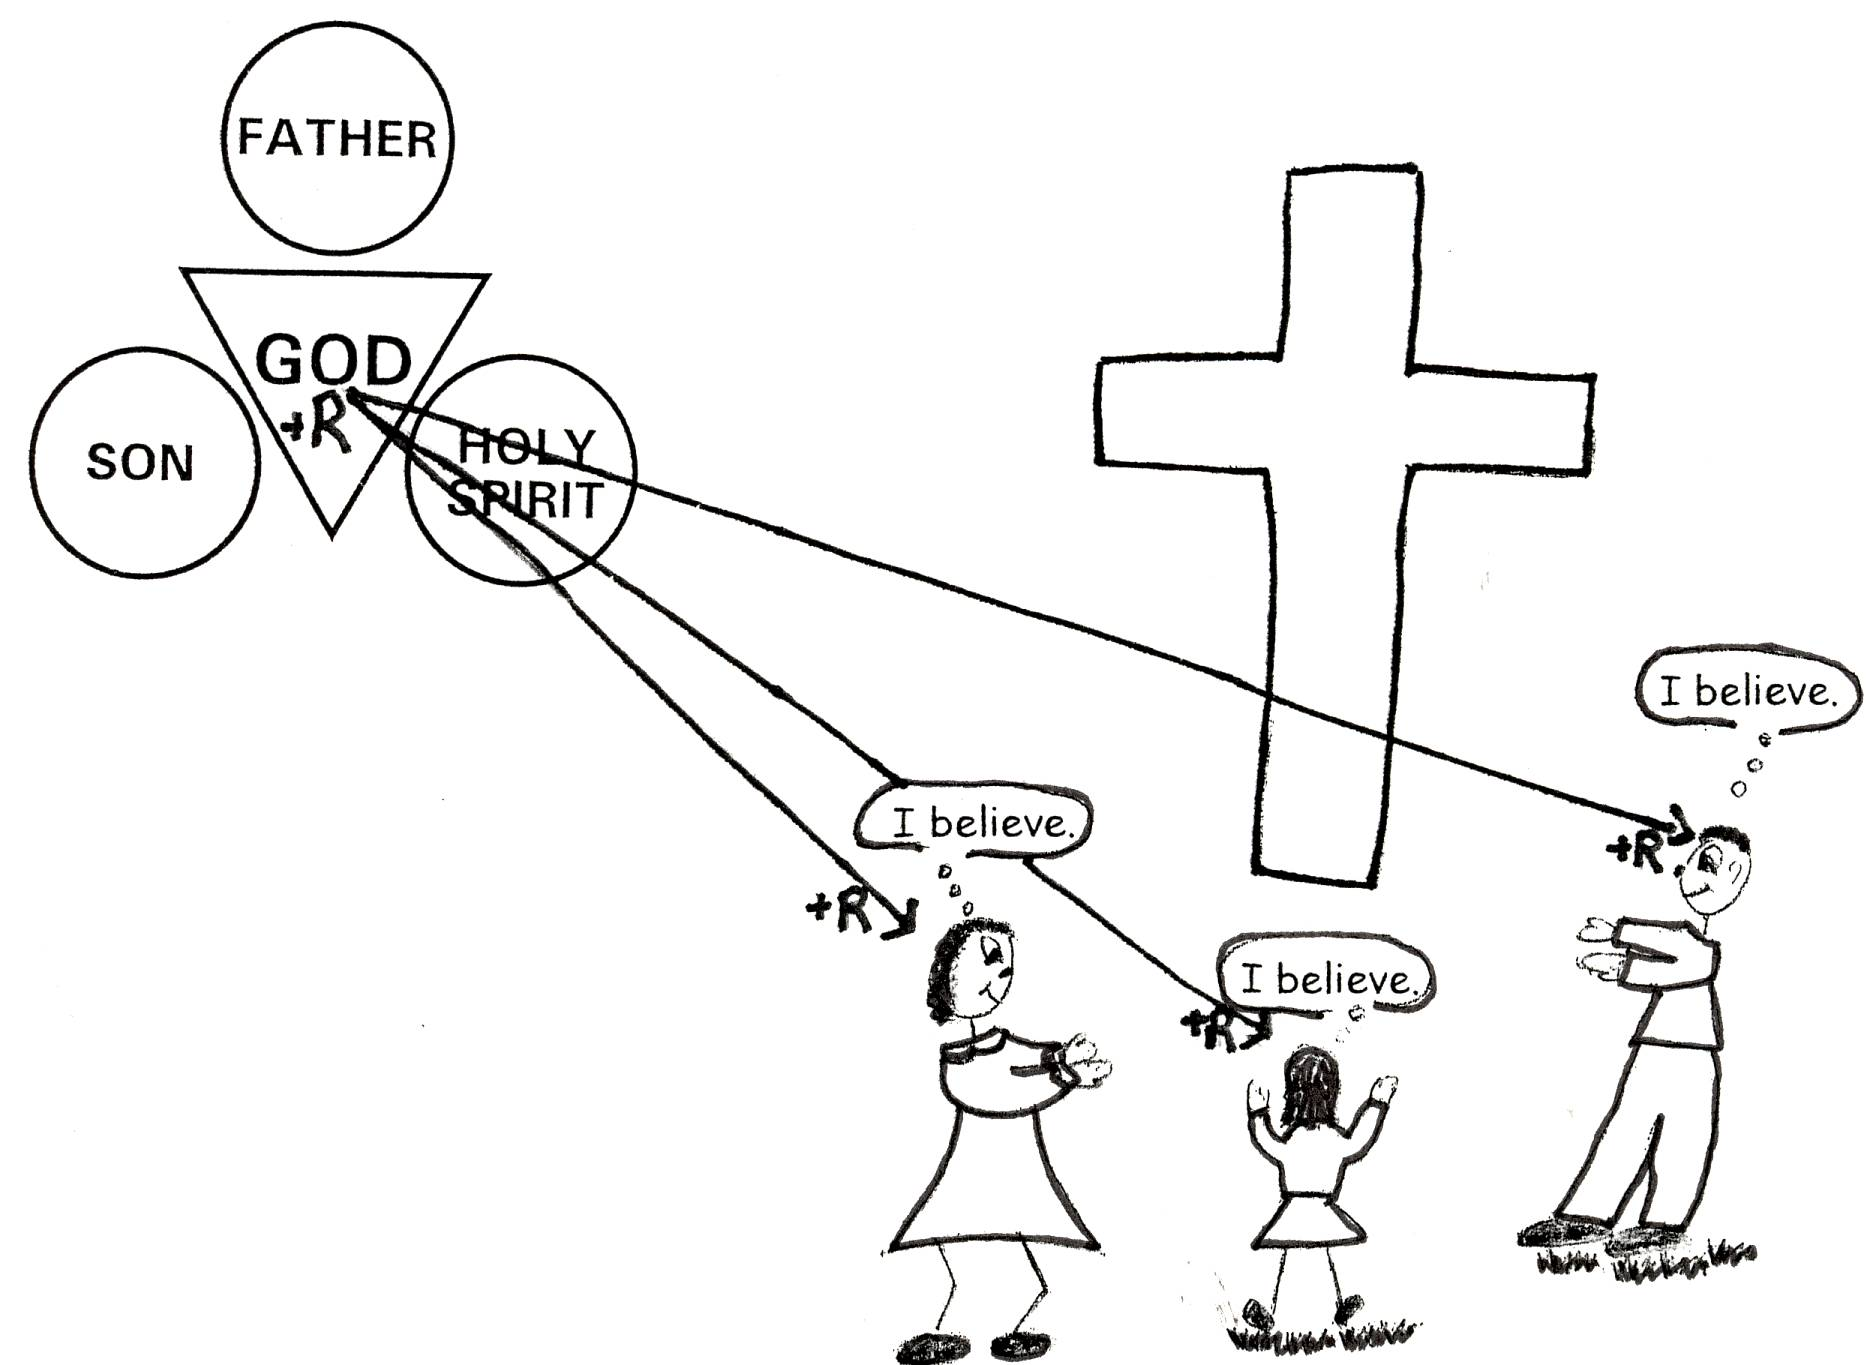 FATHER
GOD
+R
SON
HOLY
SPIRIT
I believe.
I believe.
+R
+R
I believe.
+R